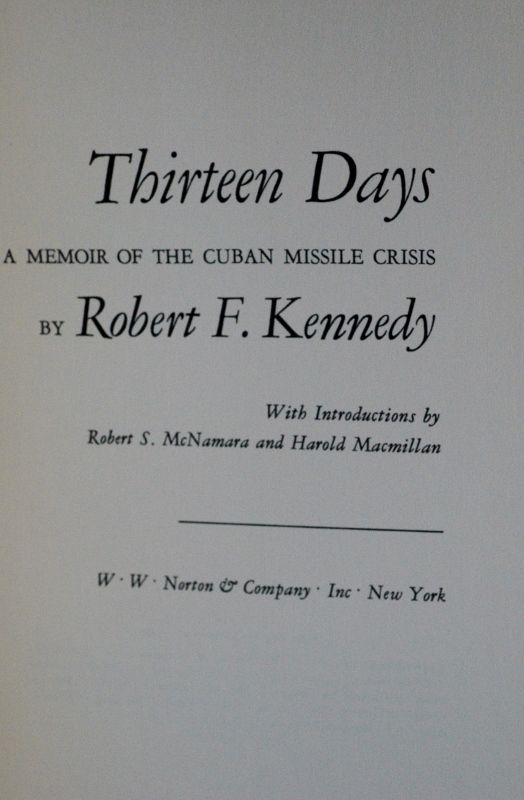 Thirteen Days
A MEMOIR OF THE CUBAN MISSILE CRISIS
BY Robert F. Kennedy
With Introductions by
Robert S. McNamara and Harold Macmillan
W · W · Norton & Company · Inc · New York